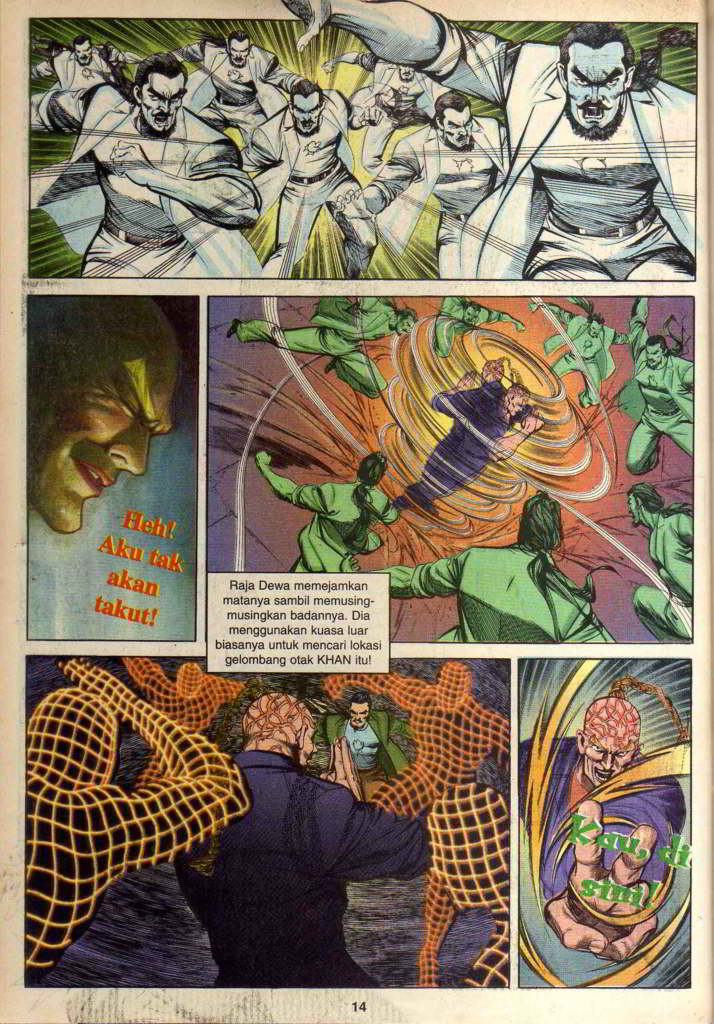 Heh!
Aku tak
akan
takut!
Raja Dewa memejamkan
matanya sambil memusing-
musingkan badannya. Dia
menggunakan kuasa luar
biasanya untuk mencari lokasi
gelombang otak KHAN itu!
Kau, di
sini!
14